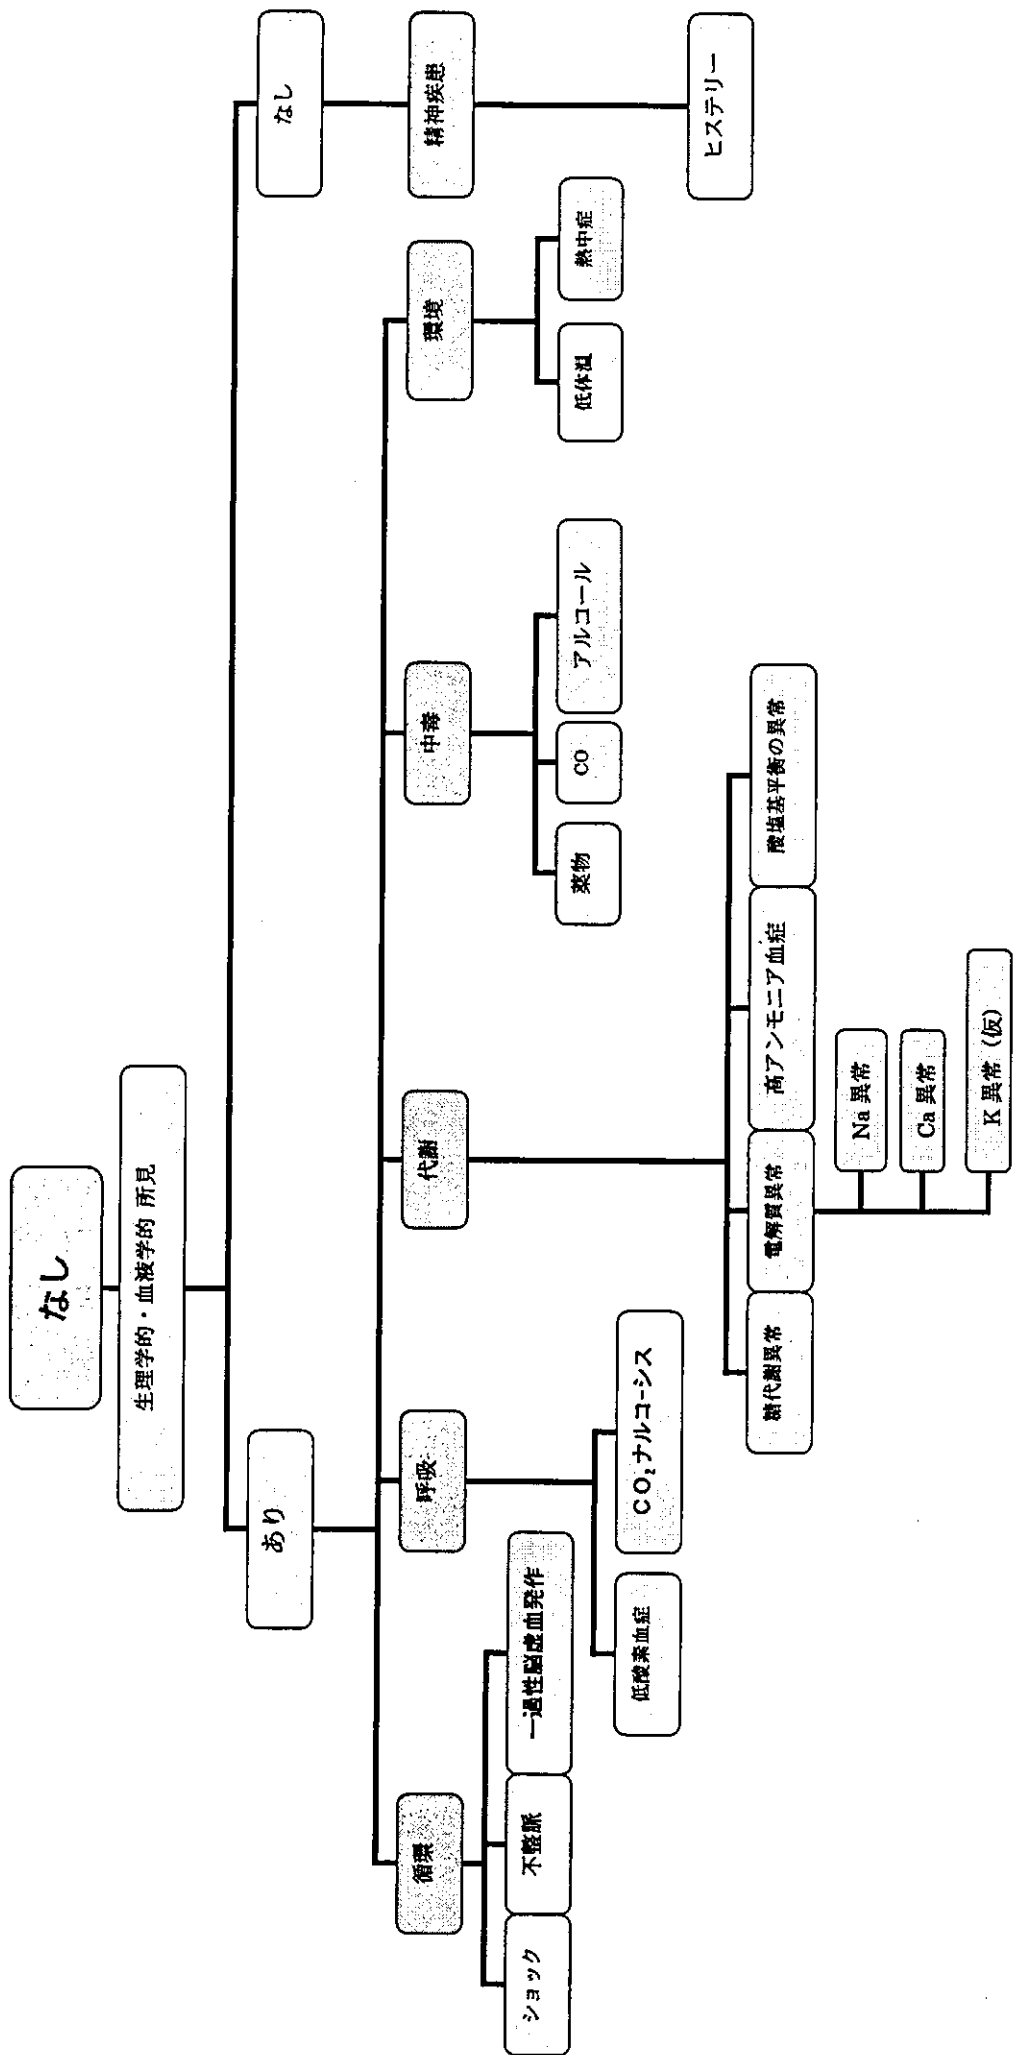 なし
生理学的・血液学的 所見
あり
なし
循環
呼吸
代謝
中毒
環境
精神疾患
ショック
不整脈
一過性脳虚血発作
低酸素血症
CO₂ナルコーシス
糖代謝異常
電解質異常
高アンモニア血症
酸塩基平衡の異常
Na 異常
Ca 異常
K 異常（仮）
薬物
CO
アルコール
低体温
熱中症
ヒステリー